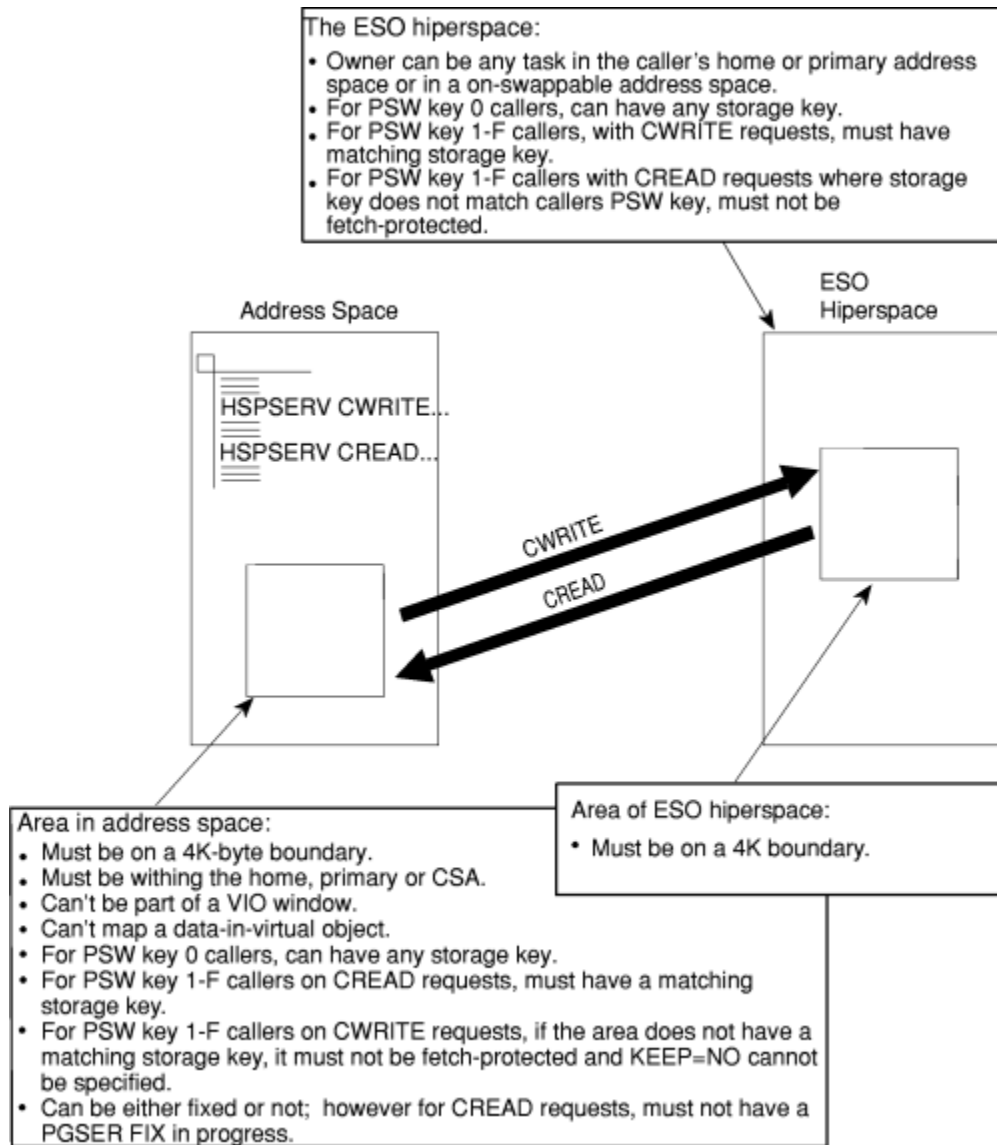 The ESO hiperspace:
• Owner can be any task in the caller's home or primary address
space or in a on-swappable address space.
• For PSW key 0 callers, can have any storage key.
• For PSW key 1-F callers, with CWRITE requests, must have
matching storage key.
• For PSW key 1-F callers with CREAD requests where storage
key does not match callers PSW key, must not be
fetch-protected.
Address Space
ESO
Hiperspace
HSPSERV CWRITE...
HSPSERV CREAD...
CWRITE
CREAD
Area in address space:
• Must be on a 4K-byte boundary.
• Must be withing the home, primary or CSA.
• Can't be part of a VIO window.
• Can't map a data-in-virtual object.
• For PSW key 0 callers, can have any storage key.
• For PSW key 1-F callers on CREAD requests, must have a matching
storage key.
• For PSW key 1-F callers on CWRITE requests, if the area does not have a
matching storage key, it must not be fetch-protected and KEEP=NO cannot
be specified.
• Can be either fixed or not; however for CREAD requests, must not have a
PGSER FIX in progress.
Area of ESO hiperspace:
• Must be on a 4K boundary.